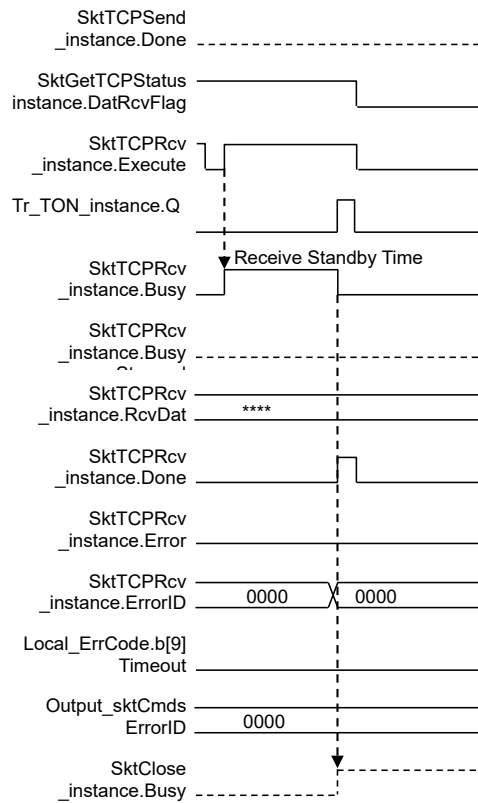 SktTCPSend
_instance.Done
SktGetTCPStatus
instance.DatRcvFlag
SktTCPRcv
_instance.Execute
Tr_TON_instance.Q
Receive Standby Time
SktTCPRcv
_instance.Busy
SktTCPRcv
_instance.Busy
SktTCPRcv
_instance.RcvDat
****
SktTCPRcv
_instance.Done
SktTCPRcv
_instance.Error
SktTCPRcv
_instance.ErrorID
0000 0000
Local_ErrCode.b[9]
Timeout
Output_sktCmds
ErrorID
0000
SktClose
_instance.Busy